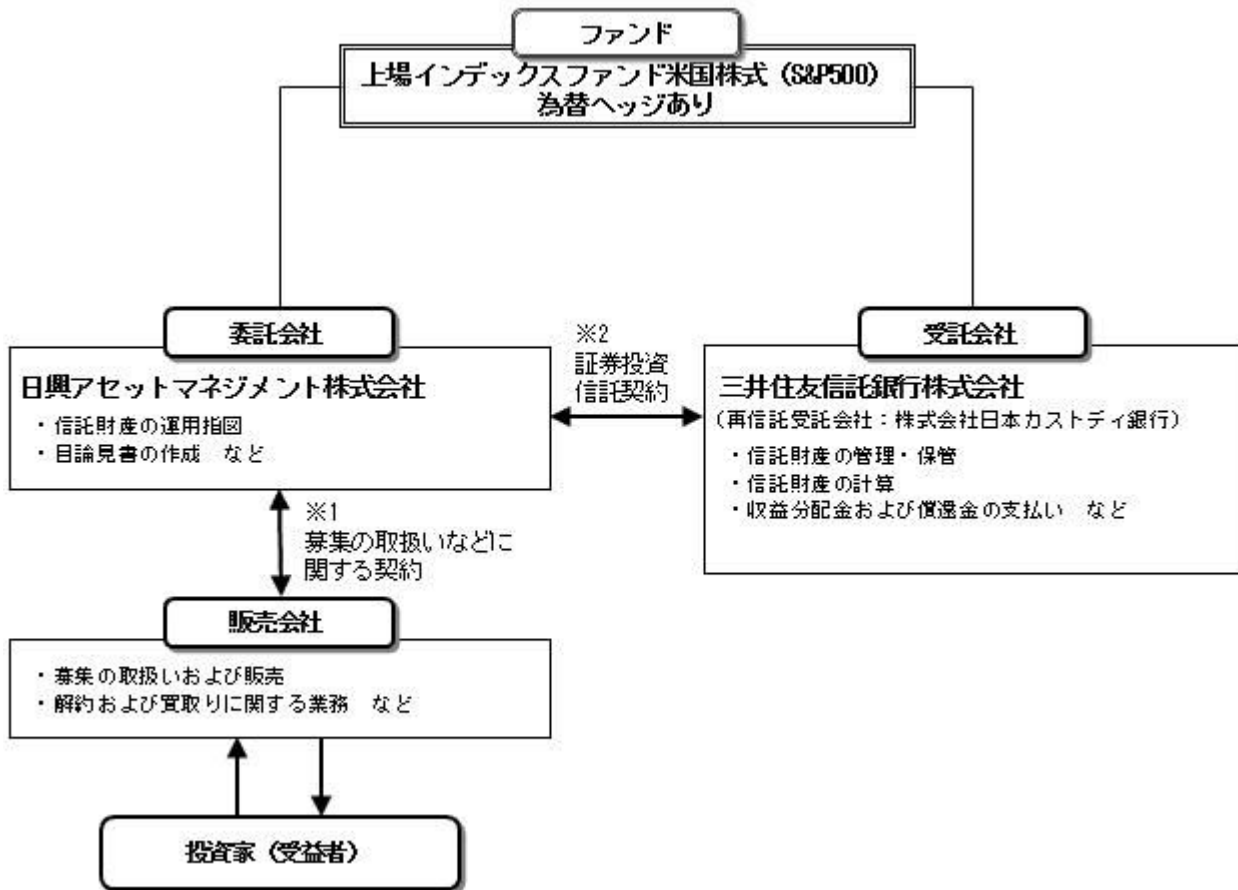 ファンド
上場インデックスファンド米国株式（S&P500）
為替ヘッジあり
委託会社
日興アセットマネジメント株式会社
・信託財産の運用指図
・目論見書の作成　など
※2
証券投資
信託契約
受託会社
三井住友信託銀行株式会社
（再信託受託会社：株式会社日本カストディ銀行）
・信託財産の管理・保管
・信託財産の計算
・収益分配金および償還金の支払い　など
※1
募集の取扱いなどに
関する契約
販売会社
・募集の取扱いおよび販売
・解約および買取りに関する業務　など
投資家（受益者）